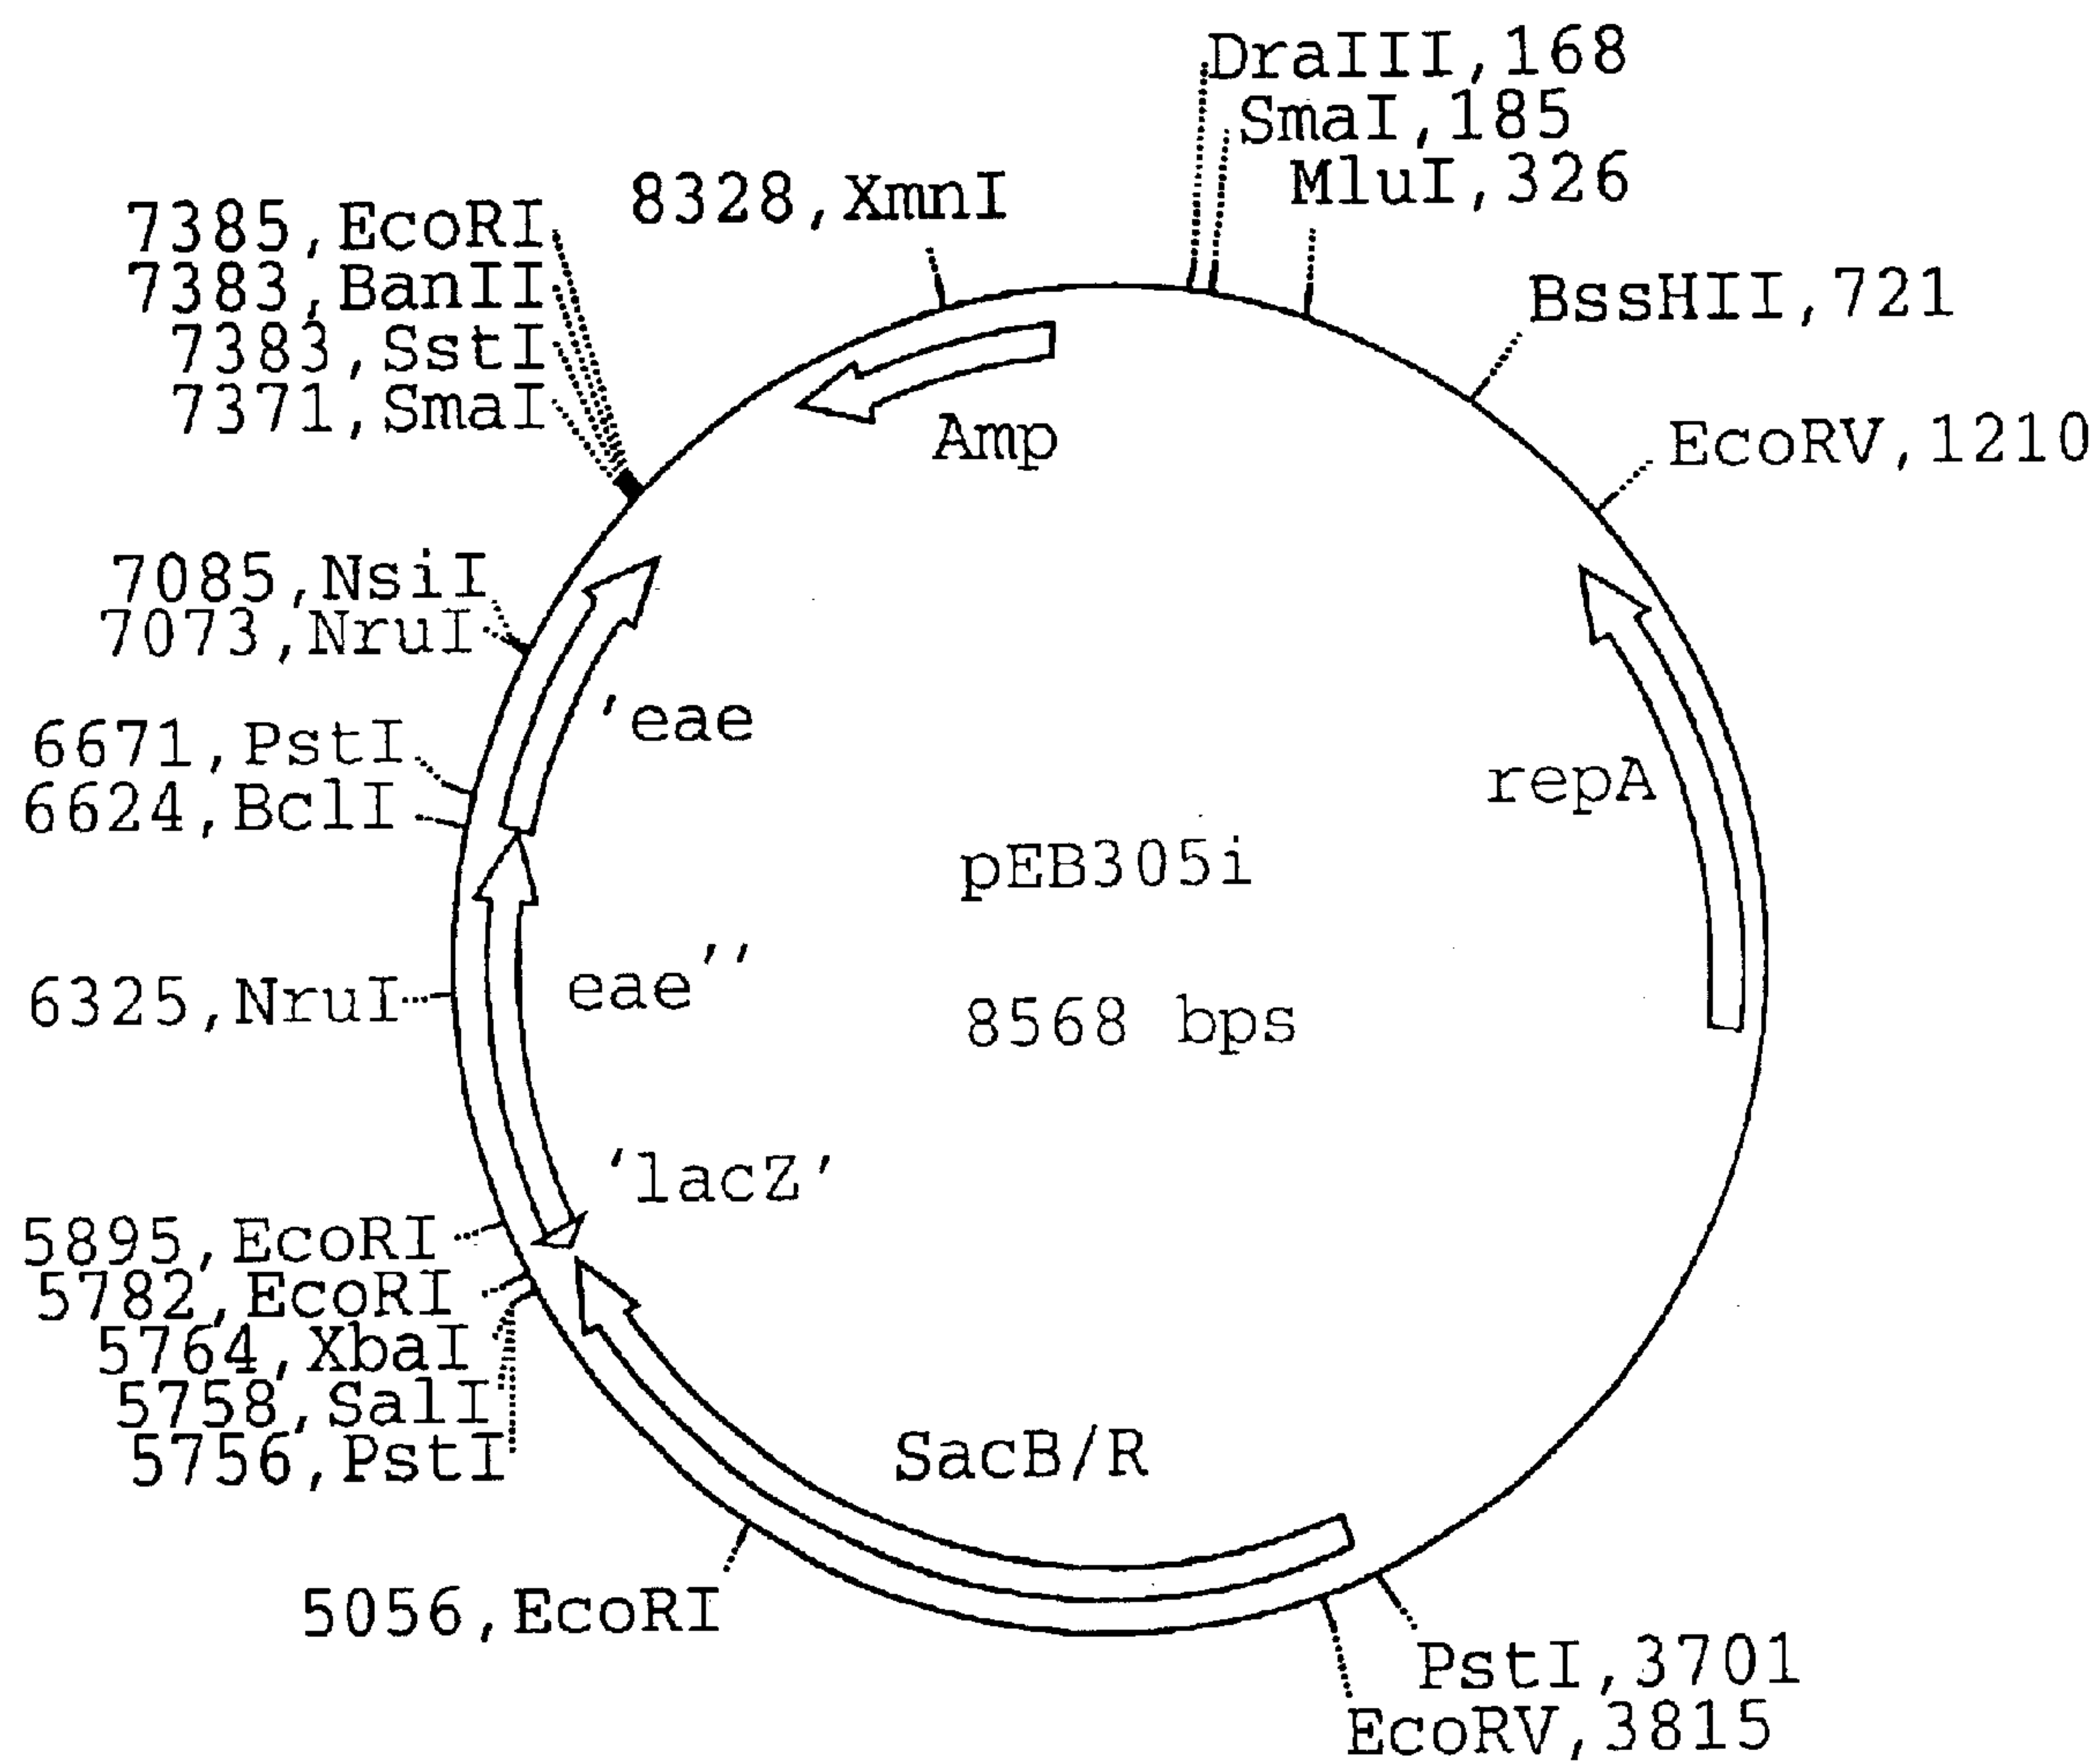 DraIII,168
SmaI,185
MluI,326
8328,XmnI
7385,EcoRI
7383,BanII
7383,SstI
7371,SmaI
BssHII,721
EcoRV,1210
Amp
7085,NsiI
7073,NruI
'eae
6671,PstI
6624,BclI
repA
pEB305i
8568 bps
eae''
6325,NruI
'lacZ'
5895,EcoRI
5782,EcoRI
5764,XbaI
5758,SalI
5756,PstI
SacB/R
5056,EcoRI
PstI,3701
EcoRV,3815